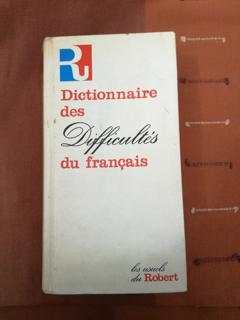 Ru
Dictionnaire
des
Difficultés
du français
les usuels
du Robert